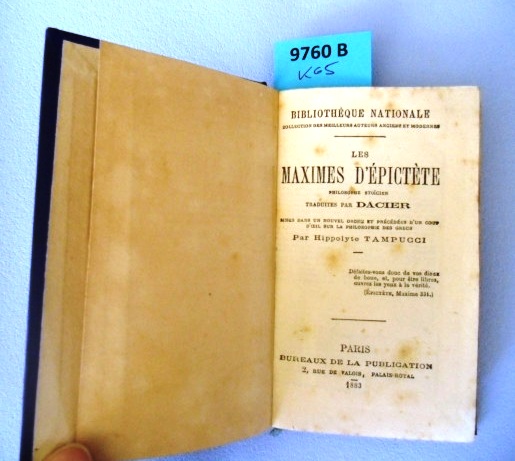 9760 B
K65
BIBLIOTHÈQUE NATIONALE
COLLECTION DES MEILLEURS AUTEURS ANCIENS ET MODERNES
LES
MAXIMES D'ÉPICTÈTE
PHILOSOPHE STOÏCIEN
TRADUITES PAR DACIER
MISES DANS UN NOUVEL ORDRE ET PRÉCÉDÉES D'UN COUP
D'ŒIL SUR LA PHILOSOPHIE DES GRECS
Par Hippolyte TAMPUCCI
Défaites-vous donc de vos dieux
de boue, et, pour être libres,
ouvrez les yeux à la vérité.
(ÉPICTÈTE, Maxime 334.)
PARIS
BUREAUX DE LA PUBLICATION
2, RUE DE VALOIS, PALAIS-ROYAL
1883